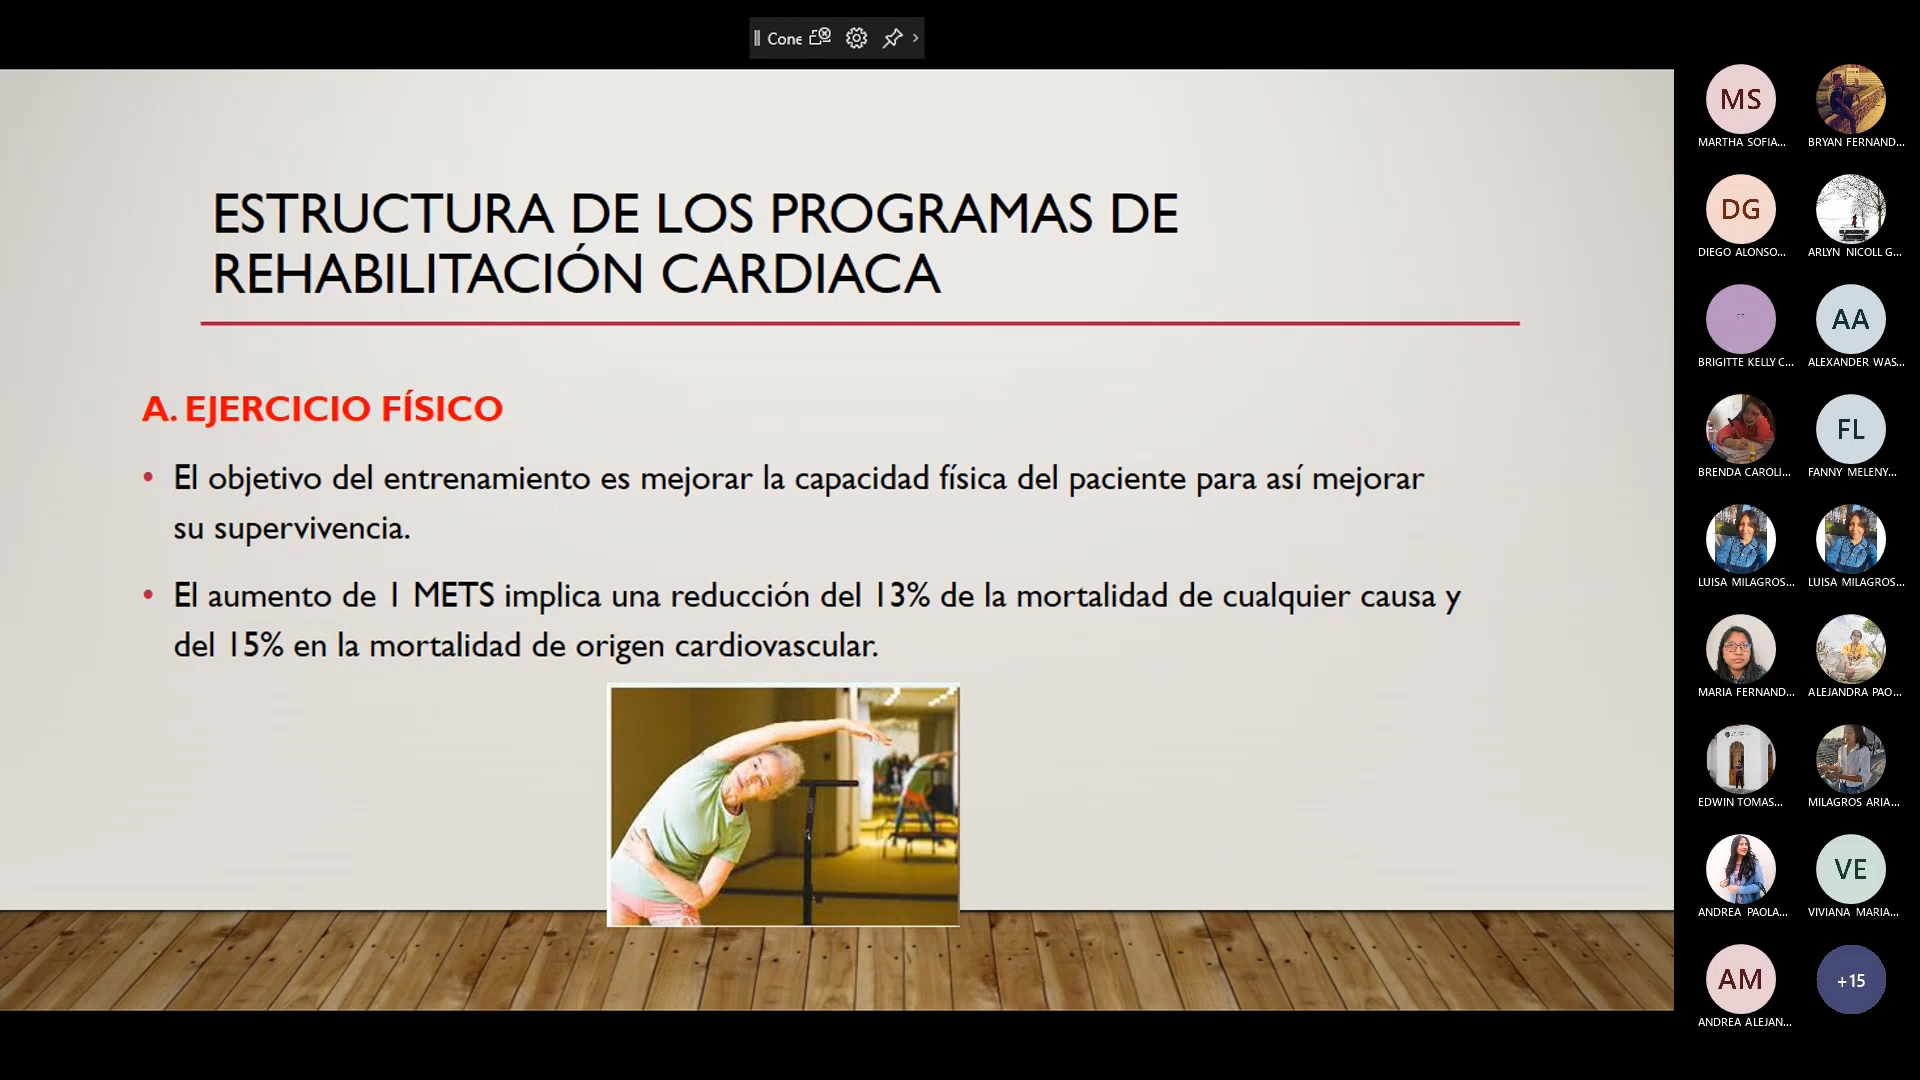 Cone
ESTRUCTURA DE LOS PROGRAMAS DE
REHABILITACIÓN CARDIACA
A. EJERCICIO FÍSICO
• El objetivo del entrenamiento es mejorar la capacidad física del paciente para así mejorar
su supervivencia.
• El aumento de 1 METS implica una reducción del 13% de la mortalidad de cualquier causa y
del 15% en la mortalidad de origen cardiovascular.
MS
MARTHA SOFIA...
BRYAN FERNAND...
DG
DIEGO ALONSO...
ARLYN NICOLL G...
BRIGITTE KELLY C...
AA
ALEXANDER WAS...
BRENDA CAROLI...
FL
FANNY MELENY...
LUISA MILAGROS...
LUISA MILAGROS...
MARIA FERNAND...
ALEJANDRA PAO...
EDWIN TOMAS...
MILAGROS ARIA...
ANDREA PAOLA...
VE
VIVIANA MARIA...
AM
ANDREA ALEJAN...
+15